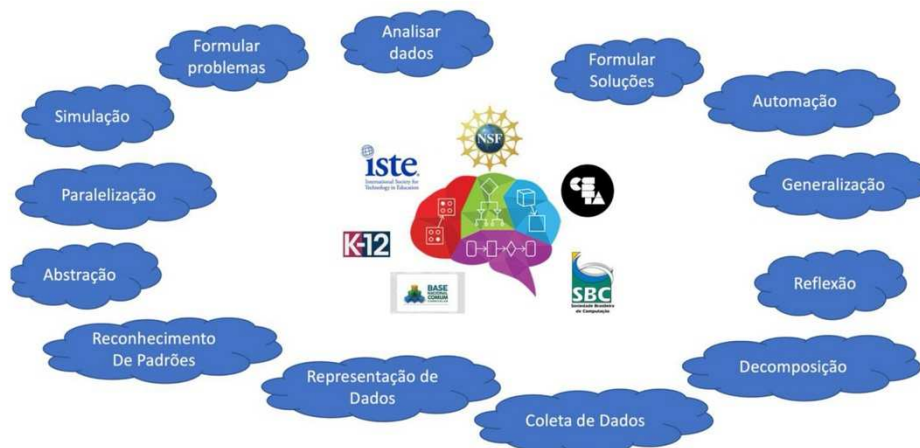 Formular
problemas
Analisar
dados
Formular
Soluções
Automação
Simulação
NSF
iste
International Society for
Technology in Education
Paralelização
Generalização
K-12
Abstração
BASE
NACIONAL
COMUM
SBC
Sociedade Brasileira
de Computação
Reflexão
Reconhecimento
De Padrões
Representação de
Dados
Decomposição
Coleta de Dados